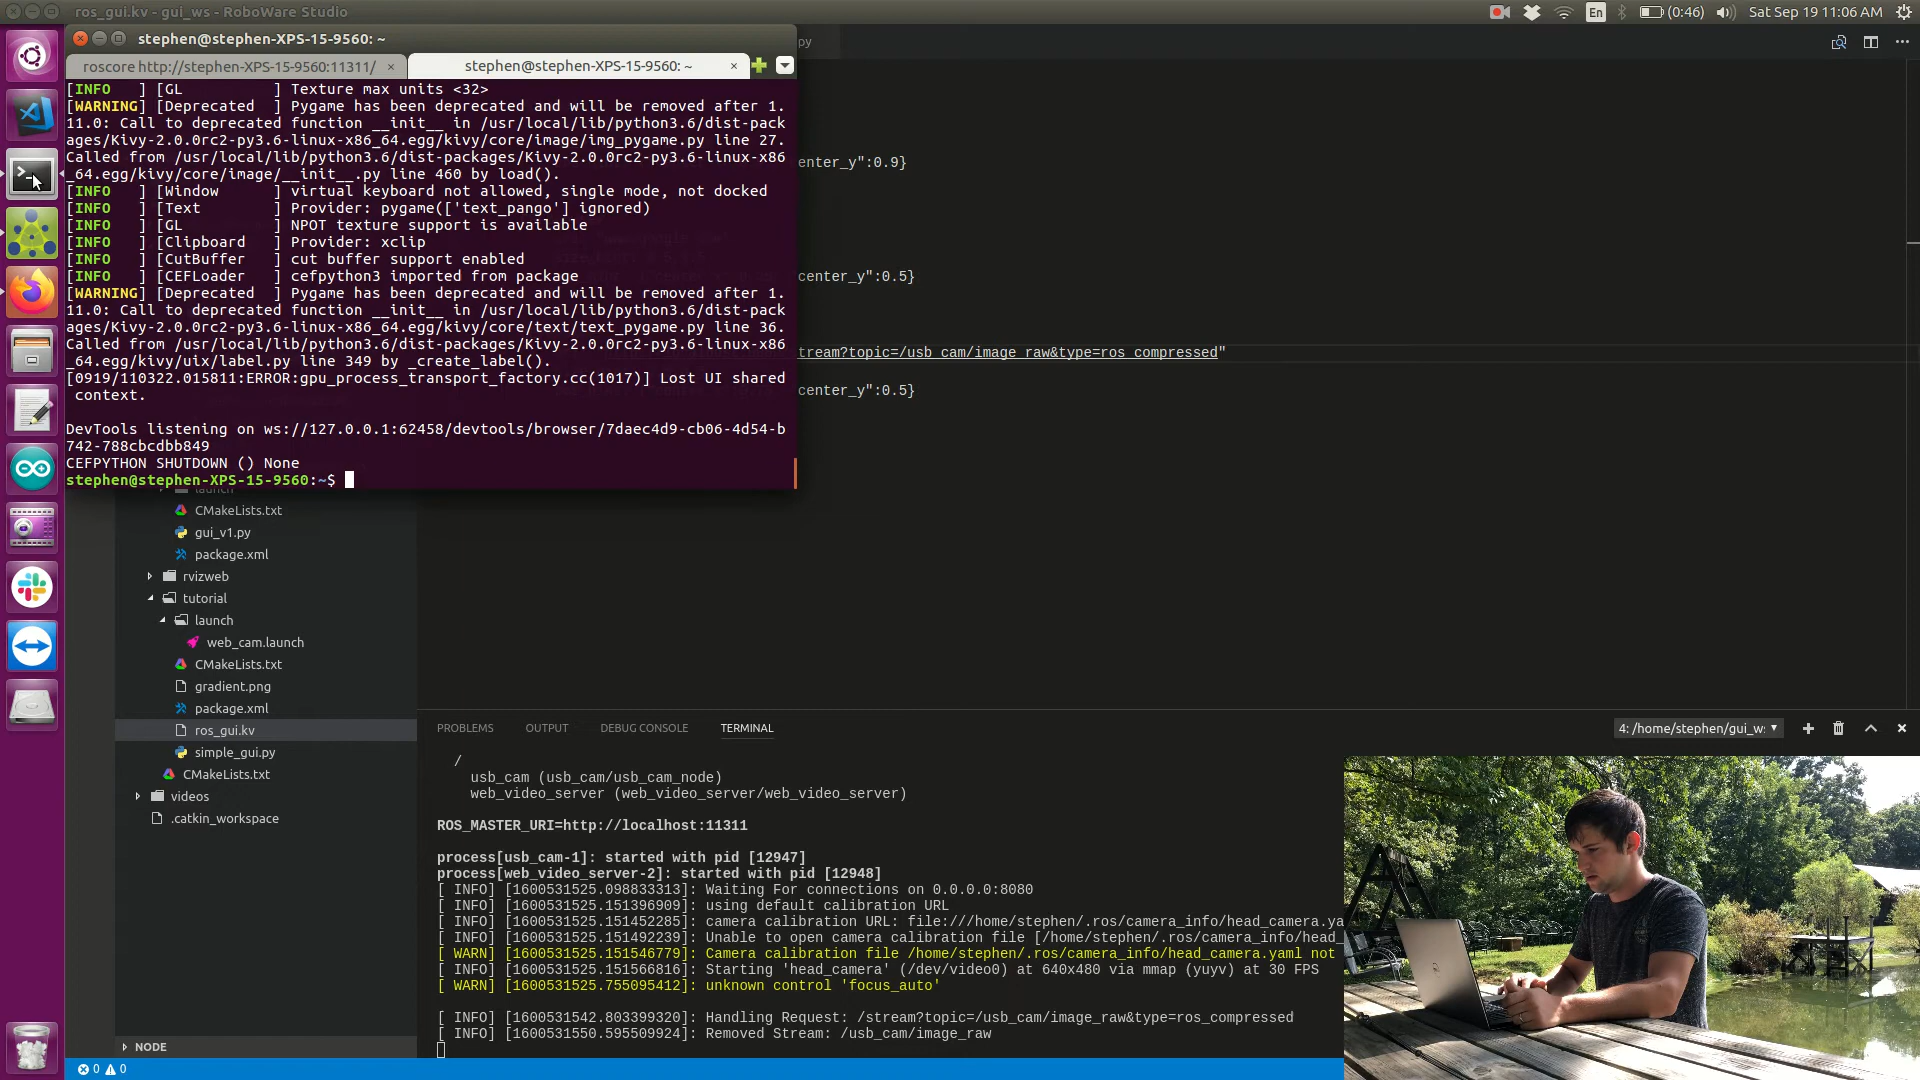 ros_gui.kv - gui_ws - RoboWare Studio
En
(0:46)
Sat Sep 19 11:06 AM
stephen@stephen-XPS-15-9560: ~
roscore http://stephen-XPS-15-9560:11311/ ×
stephen@stephen-XPS-15-9560: ~ ×
py
[INFO   ] [GL          ] Texture max units <32>
[WARNING] [Deprecated  ] Pygame has been deprecated and will be removed after 1.
11.0: Call to deprecated function __init__ in /usr/local/lib/python3.6/dist-pack
ages/Kivy-2.0.0rc2-py3.6-linux-x86_64.egg/kivy/core/image/img_pygame.py line 27.
Called from /usr/local/lib/python3.6/dist-packages/Kivy-2.0.0rc2-py3.6-linux-x86
_64.egg/kivy/core/image/__init__.py line 460 by load().
[INFO   ] [Window      ] virtual keyboard not allowed, single mode, not docked
[INFO   ] [Text        ] Provider: pygame(['text_pango'] ignored)
[INFO   ] [GL          ] NPOT texture support is available
[INFO   ] [Clipboard   ] Provider: xclip
[INFO   ] [CutBuffer   ] cut buffer support enabled
[INFO   ] [CEFLoader   ] cefpython3 imported from package
[WARNING] [Deprecated  ] Pygame has been deprecated and will be removed after 1.
11.0: Call to deprecated function __init__ in /usr/local/lib/python3.6/dist-pack
ages/Kivy-2.0.0rc2-py3.6-linux-x86_64.egg/kivy/core/text/text_pygame.py line 36.
Called from /usr/local/lib/python3.6/dist-packages/Kivy-2.0.0rc2-py3.6-linux-x86
_64.egg/kivy/uix/label.py line 349 by _create_label().
[0919/110322.015811:ERROR:gpu_process_transport_factory.cc(1017)] Lost UI shared
 context.
DevTools listening on ws://127.0.0.1:62458/devtools/browser/7daec4d9-cb06-4d54-b
742-788cbcdbb849
CEFPYTHON SHUTDOWN () None
stephen@stephen-XPS-15-9560:~$
enter_y":0.9}
center_y":0.5}
tream?topic=/usb_cam/image_raw&type=ros_compressed"
center_y":0.5}
launch
CMakeLists.txt
gui_v1.py
package.xml
rvizweb
tutorial
launch
web_cam.launch
CMakeLists.txt
gradient.png
package.xml
ros_gui.kv
simple_gui.py
CMakeLists.txt
videos
.catkin_workspace
NODE
0 0
PROBLEMS OUTPUT DEBUG CONSOLE TERMINAL
4: /home/stephen/gui_w
/
usb_cam (usb_cam/usb_cam_node)
web_video_server (web_video_server/web_video_server)
ROS_MASTER_URI=http://localhost:11311
process[usb_cam-1]: started with pid [12947]
process[web_video_server-2]: started with pid [12948]
[ INFO] [1600531525.098833313]: Waiting For connections on 0.0.0.0:8080
[ INFO] [1600531525.151396909]: using default calibration URL
[ INFO] [1600531525.151452285]: camera calibration URL: file:///home/stephen/.ros/camera_info/head_camera.ya
[ INFO] [1600531525.151492239]: Unable to open camera calibration file [/home/stephen/.ros/camera_info/head_
[ WARN] [1600531525.151546779]: Camera calibration file /home/stephen/.ros/camera_info/head_camera.yaml not
[ INFO] [1600531525.151566816]: Starting 'head_camera' (/dev/video0) at 640x480 via mmap (yuyv) at 30 FPS
[ WARN] [1600531525.755095412]: unknown control 'focus_auto'
[ INFO] [1600531542.803399320]: Handling Request: /stream?topic=/usb_cam/image_raw&type=ros_compressed
[ INFO] [1600531550.595509924]: Removed Stream: /usb_cam/image_raw